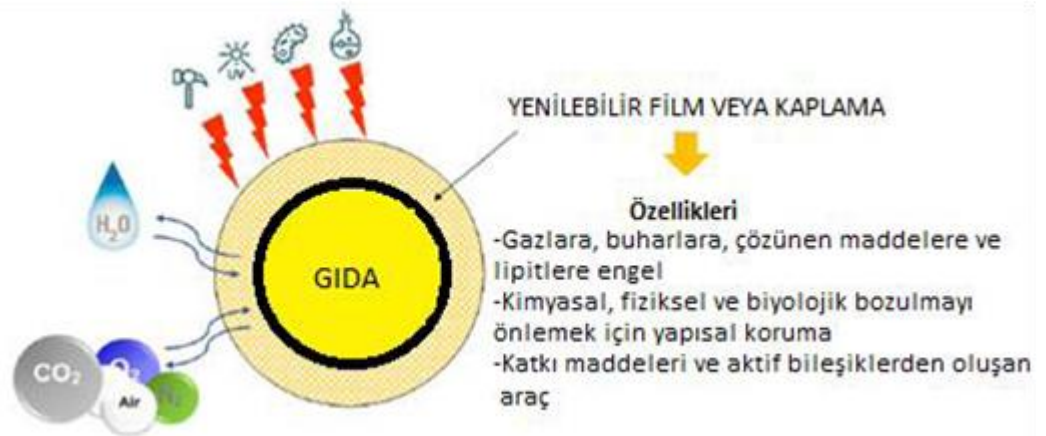 UV
YENİLEBİLİR FİLM VEYA KAPLAMA
H₂O
GIDA
CO₂
O₂
Air
N₂
Özellikleri
-Gazlara, buharlara, çözünen maddelere ve
lipitlere engel
-Kimyasal, fiziksel ve biyolojik bozulmayı
önlemek için yapısal koruma
-Katkı maddeleri ve aktif bileşiklerden oluşan
araç